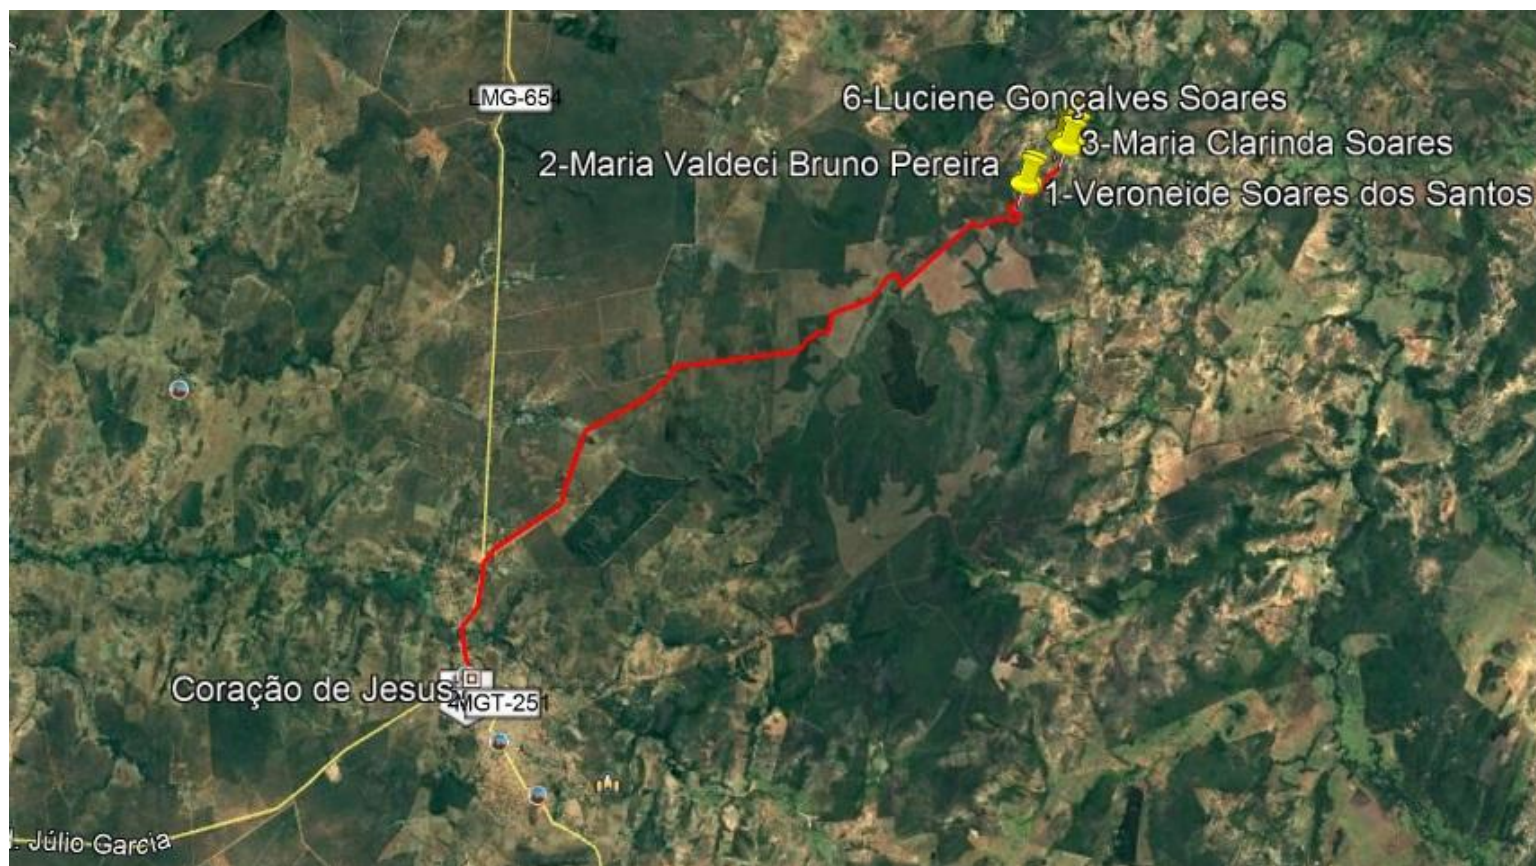 LMG-654
6-Luciene Gonçalves Soares
3-Maria Clarinda Soares
2-Maria Valdeci Bruno Pereira
1-Veroneide Soares dos Santos
Coração de Jesus
MGT-251
Júlio Garcia